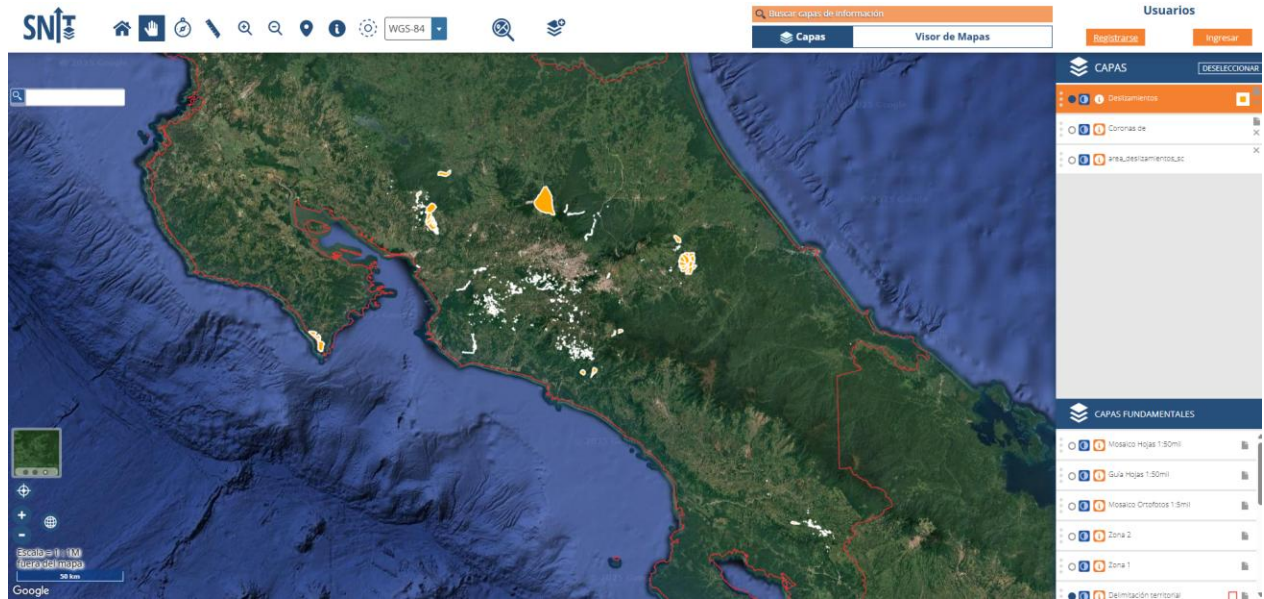 SNIT
WGS-84
Buscar capas de información
Capas
Visor de Mapas
Usuarios
Registrarse
Ingresar
CAPAS
DESELECCIONAR
Deslizamientos
Coronas de
area_deslizamientos_sc
CAPAS FUNDAMENTALES
Mosaico Hojas 1:50mil
Guía Hojas 1:50mil
Mosaico Ortofotos 1:5mil
Zona 2
Zona 1
Delimitación territorial
Escala = 1 : 1M
fuera del mapa
50 km
Google